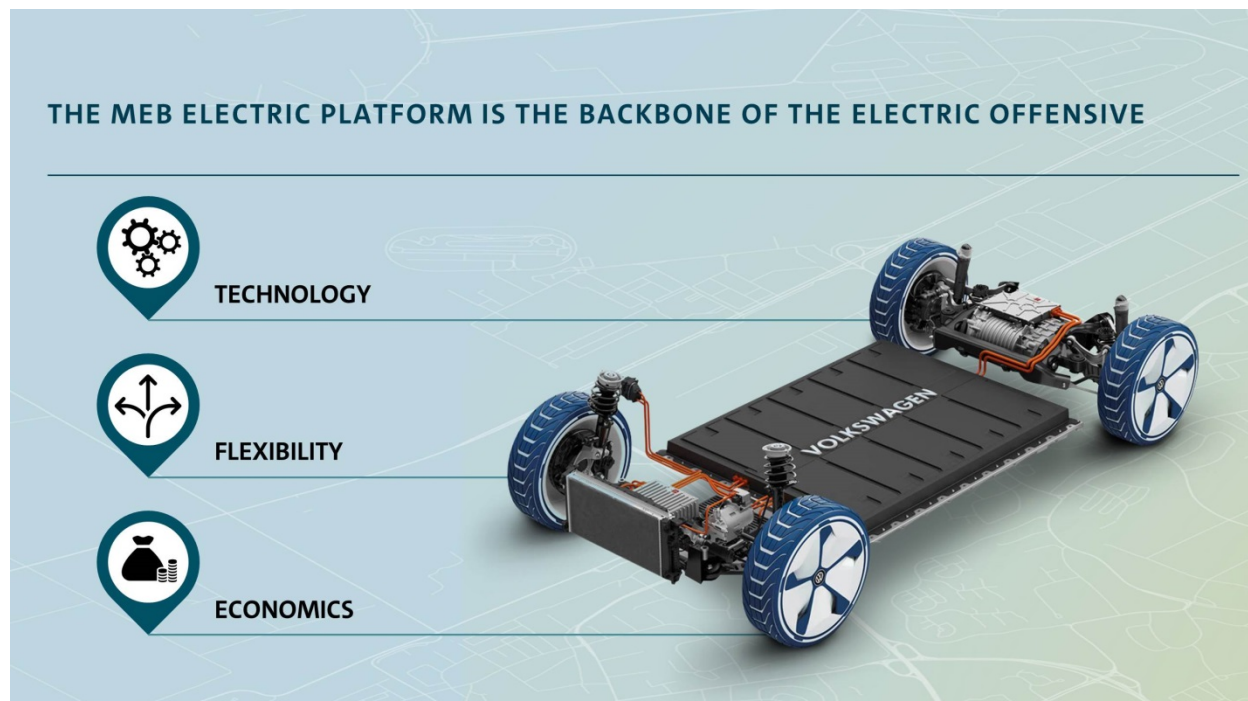 THE MEB ELECTRIC PLATFORM IS THE BACKBONE OF THE ELECTRIC OFFENSIVE
TECHNOLOGY
FLEXIBILITY
VOLKSWAGEN
ECONOMICS